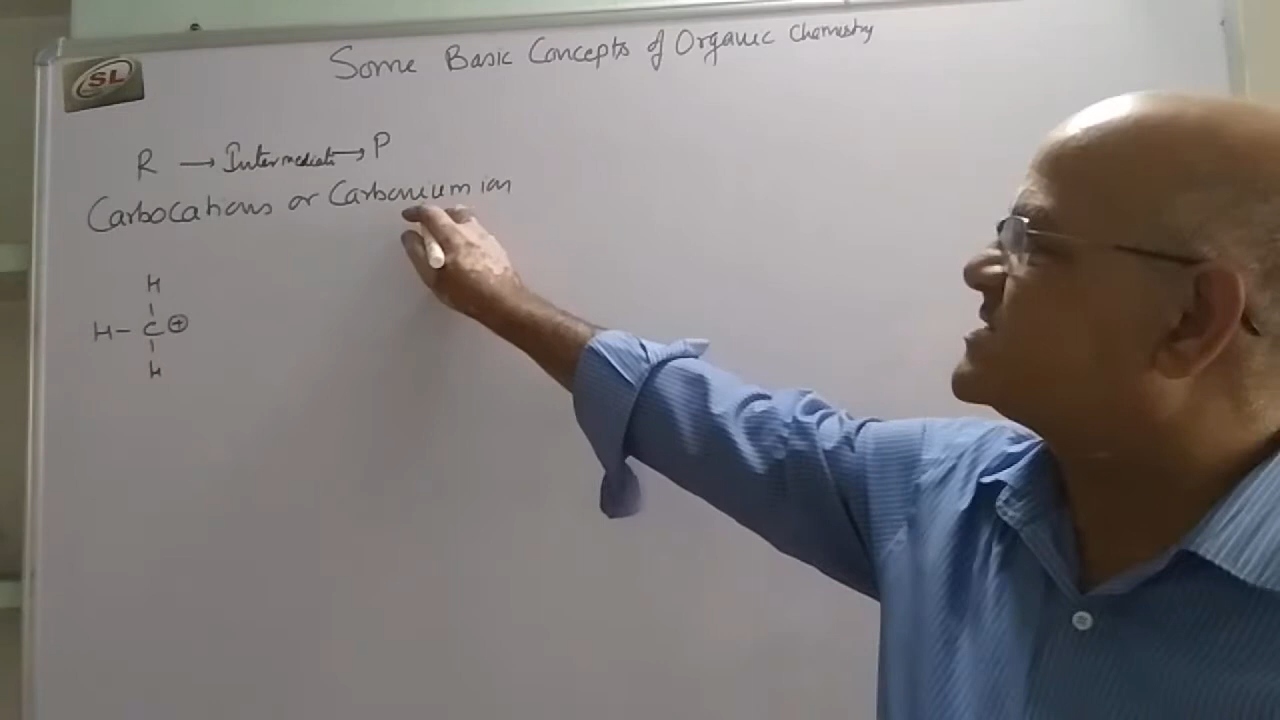 Some Basic Concepts of Organic Chemistry
SL
R → Intermediate → P
Carbocations or Carbonium ion
H
|
H – C ⊕
|
H